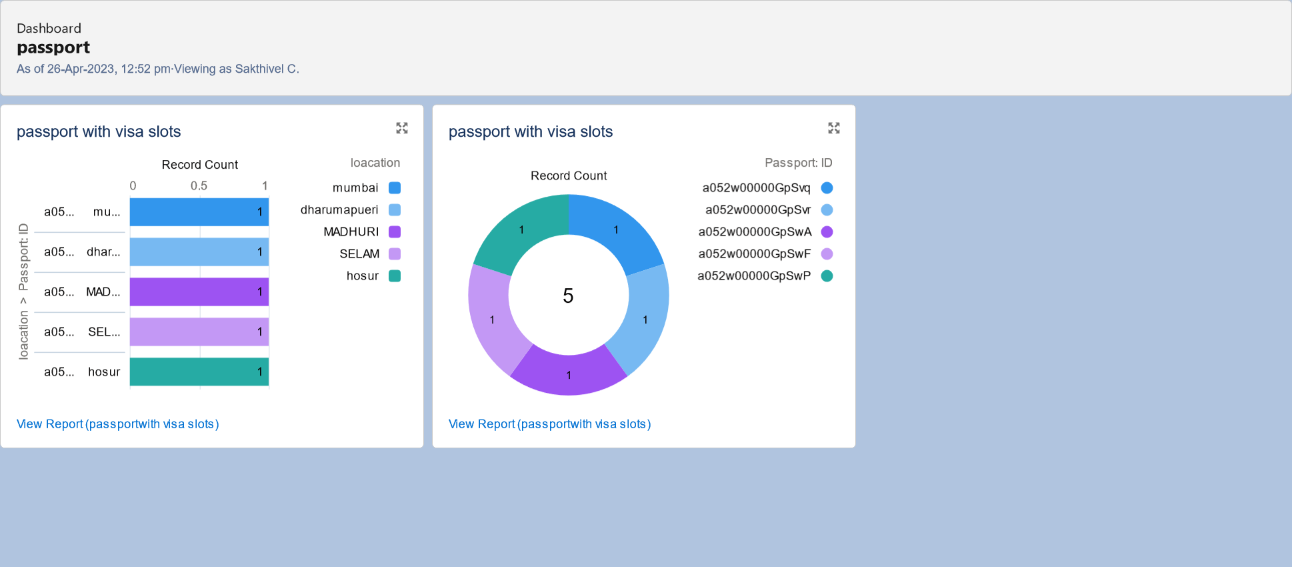 Dashboard
passport
As of 26-Apr-2023, 12:52 pm·Viewing as Sakthivel C.
passport with visa slots
Record Count
0 0.5 1
loacation > Passport: ID
a05... mu... 1
a05... dhar... 1
a05... MAD... 1
a05... SEL... 1
a05... hosur 1
loacation
mumbai
dharumapueri
MADHURI
SELAM
hosur
View Report (passportwith visa slots)
passport with visa slots
Record Count
1
1
1
1
1
5
Passport: ID
a052w00000GpSvq
a052w00000GpSvr
a052w00000GpSwA
a052w00000GpSwF
a052w00000GpSwP
View Report (passportwith visa slots)